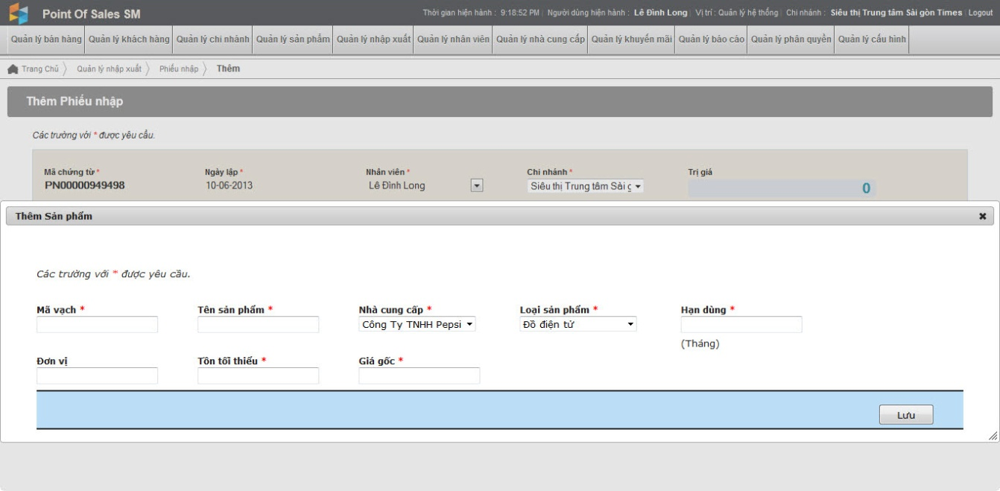 Point Of Sales SM
Thời gian hiện hành : 9:18:52 PM | Người dùng hiện hành : Lê Đình Long | Vị trí : Quản lý hệ thống | Chi nhánh : Siêu thị Trung tâm Sài gòn Times | Logout
Quản lý bán hàng Quản lý khách hàng Quản lý chi nhánh Quản lý sản phẩm Quản lý nhập xuất Quản lý nhân viên Quản lý nhà cung cấp Quản lý khuyến mãi Quản lý báo cáo Quản lý phân quyền Quản lý cấu hình
Trang Chủ Quản lý nhập xuất Phiếu nhập Thêm
Thêm Phiếu nhập
Các trường với * được yêu cầu.
Mã chứng từ * Ngày lập * Nhân viên * Chi nhánh * Trị giá
PN00000949498 10-06-2013 Lê Đình Long Siêu thị Trung tâm Sài g 0
Thêm Sản phẩm
Các trường với * được yêu cầu.
Mã vạch * Tên sản phẩm * Nhà cung cấp * Loại sản phẩm * Hạn dùng *
Công Ty TNHH Pepsi Đồ điện tử
(Tháng)
Đơn vị Tồn tối thiểu * Giá gốc *
Lưu